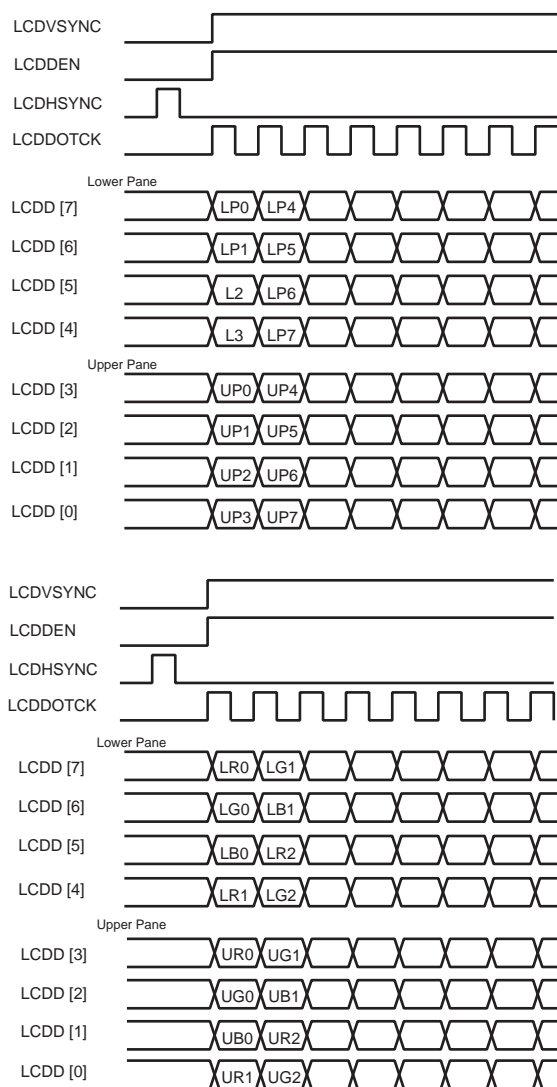 LCDVSYNC
LCDDEN
LCDHSYNC
LCDDOTCK
Lower Pane
LCDD [7] LP0 LP4
LCDD [6] LP1 LP5
LCDD [5] L2 LP6
LCDD [4] L3 LP7
Upper Pane
LCDD [3] UP0 UP4
LCDD [2] UP1 UP5
LCDD [1] UP2 UP6
LCDD [0] UP3 UP7
LCDVSYNC
LCDDEN
LCDHSYNC
LCDDOTCK
Lower Pane
LCDD [7] LR0 LG1
LCDD [6] LG0 LB1
LCDD [5] LB0 LR2
LCDD [4] LR1 LG2
Upper Pane
LCDD [3] UR0 UG1
LCDD [2] UG0 UB1
LCDD [1] UB0 UR2
LCDD [0] UR1 UG2